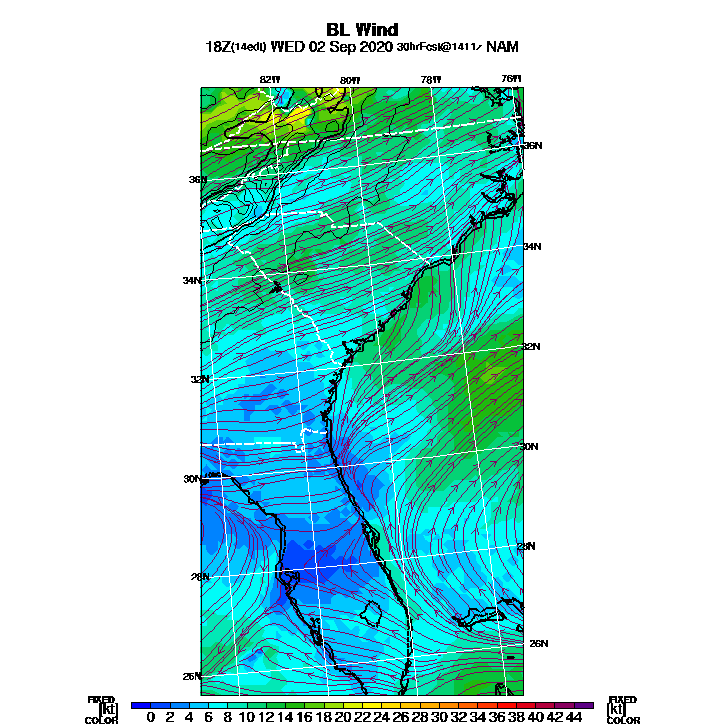 BL Wind
18Z(14edt) WED 02 Sep 2020 30hrFcst@1411z NAM
82W 80W 78W 76W
36N
36N
34N
34N
32N
32N
30N
30N
28N
28N
26N
26N
FIXED FIXED
[kt] 0 2 4 6 8 10 12 14 16 18 20 22 24 26 28 30 32 34 36 38 40 42 44 [kt]
COLOR COLOR